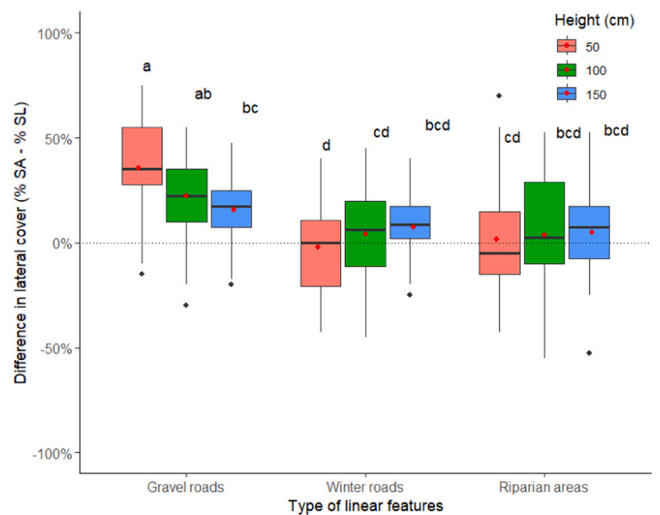 Height (cm)
50
100
150
100%
50%
0%
-50%
-100%
Difference in lateral cover (% SA - % SL)
a
ab
bc
d
cd
bcd
cd
bcd
bcd
Gravel roads
Winter roads
Riparian areas
Type of linear features